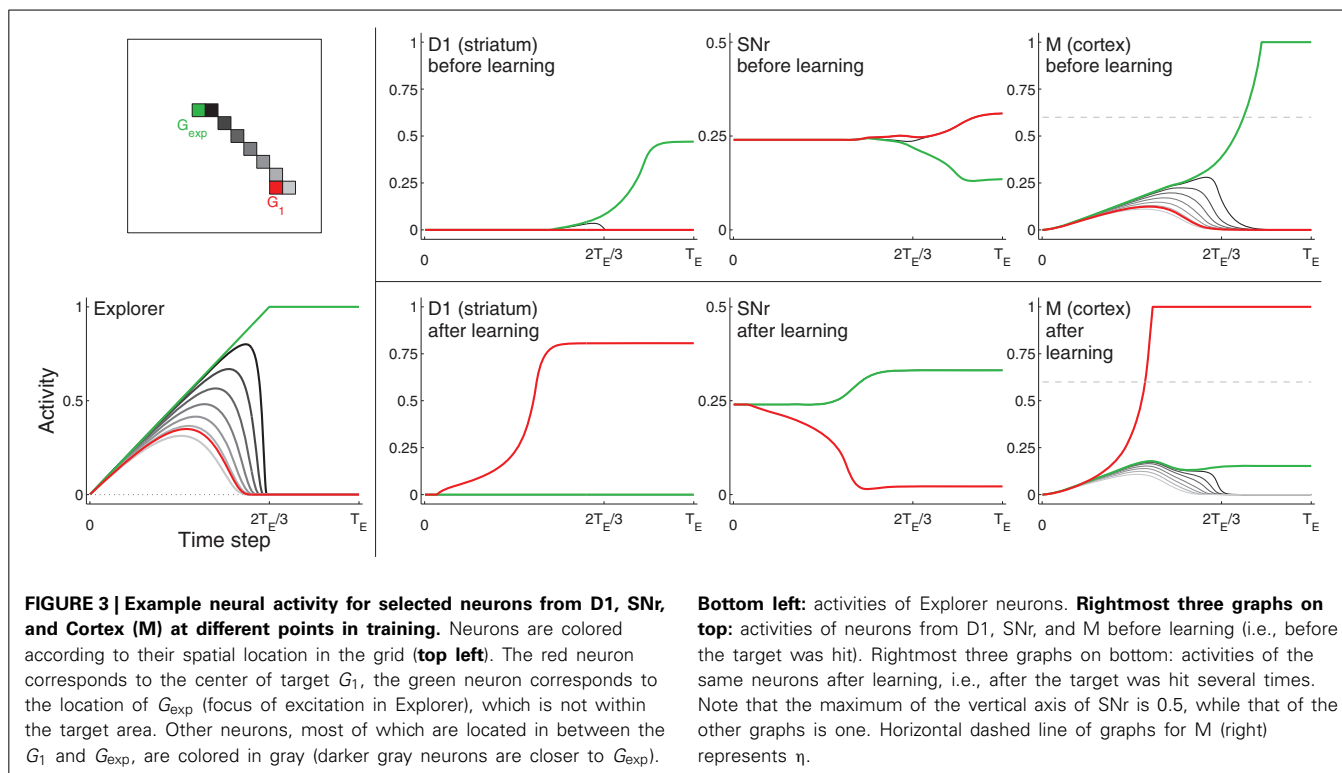 G_exp
G_1
D1 (striatum)
before learning
1
0.75
0.5
0.25
0
0
2T_E/3
T_E
SNr
before learning
0.5
0.25
0
0
2T_E/3
T_E
M (cortex)
before learning
1
0.75
0.5
0.25
0
0
2T_E/3
T_E
Explorer
1
0.5
0
Activity
0
2T_E/3
T_E
Time step
D1 (striatum)
after learning
1
0.75
0.5
0.25
0
0
2T_E/3
T_E
SNr
after learning
0.5
0.25
0
0
2T_E/3
T_E
M (cortex)
after
learning
1
0.75
0.5
0.25
0
0
2T_E/3
T_E
FIGURE 3 | Example neural activity for selected neurons from D1, SNr,
and Cortex (M) at different points in training. Neurons are colored
according to their spatial location in the grid (top left). The red neuron
corresponds to the center of target G_1, the green neuron corresponds to
the location of G_exp (focus of excitation in Explorer), which is not within
the target area. Other neurons, most of which are located in between the
G_1 and G_exp, are colored in gray (darker gray neurons are closer to G_exp).
Bottom left: activities of Explorer neurons. Rightmost three graphs on
top: activities of neurons from D1, SNr, and M before learning (i.e., before
the target was hit). Rightmost three graphs on bottom: activities of the
same neurons after learning, i.e., after the target was hit several times.
Note that the maximum of the vertical axis of SNr is 0.5, while that of the
other graphs is one. Horizontal dashed line of graphs for M (right)
represents η.